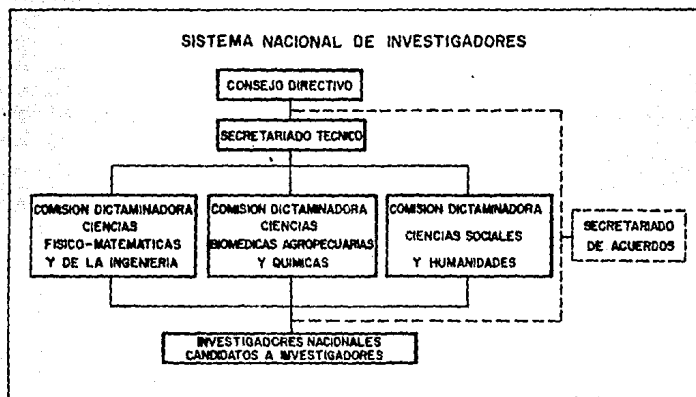 SISTEMA NACIONAL DE INVESTIGADORES
CONSEJO DIRECTIVO
SECRETARIADO TECNICO
COMISION DICTAMINADORA
CIENCIAS
FISICO-MATEMATICAS
Y DE LA INGENIERIA
COMISION DICTAMINADORA
CIENCIAS
BIOMEDICAS AGROPECUARIAS
Y QUIMICAS
COMISION DICTAMINADORA
CIENCIAS SOCIALES
Y HUMANIDADES
SECRETARIADO
DE ACUERDOS
INVESTIGADORES NACIONALES
CANDIDATOS A INVESTIGADORES